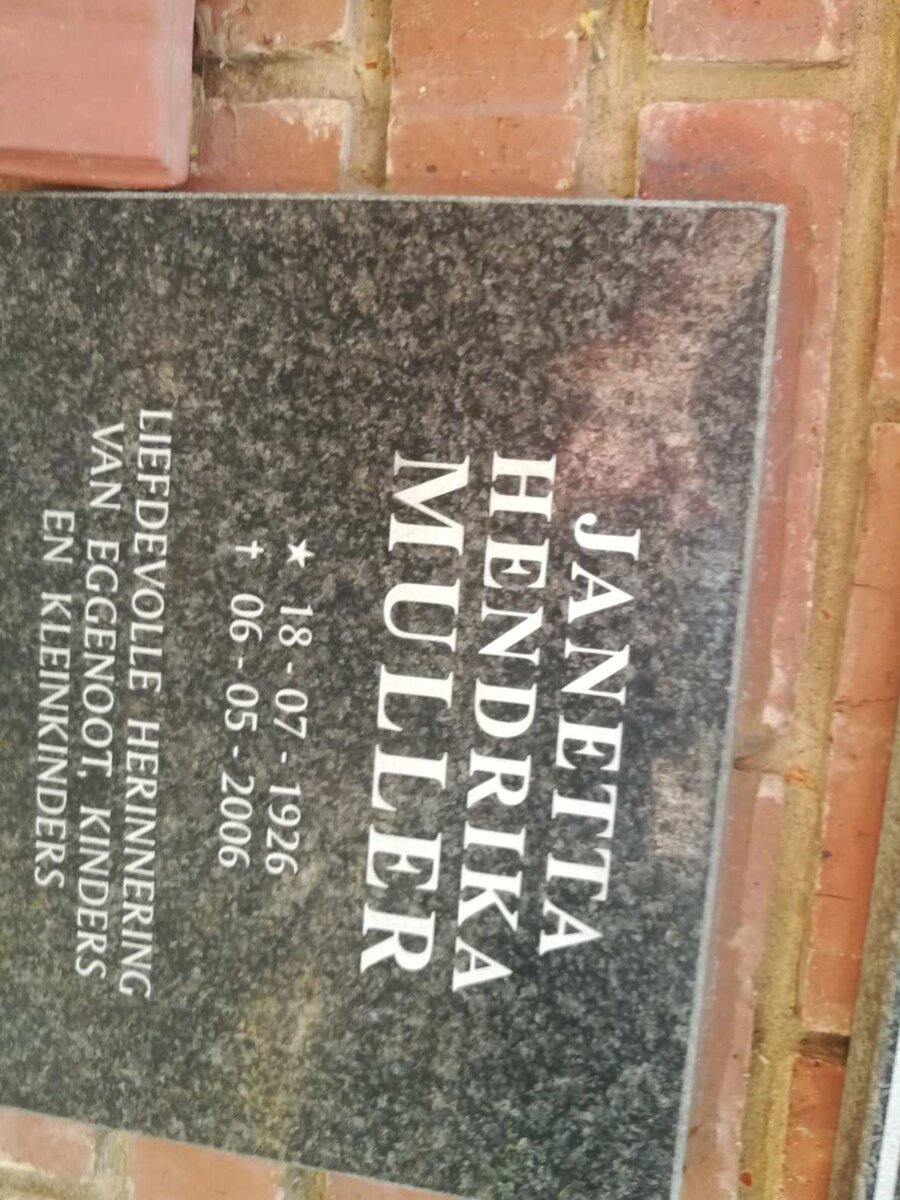 JANETTA
HENDRIKA
MULLER
★ 18 - 07 - 1926
✝ 06 - 05 - 2006
LIEFDEVOLLE HERINNERING
VAN EGGENOOT, KINDERS
EN KLEINKINDERS